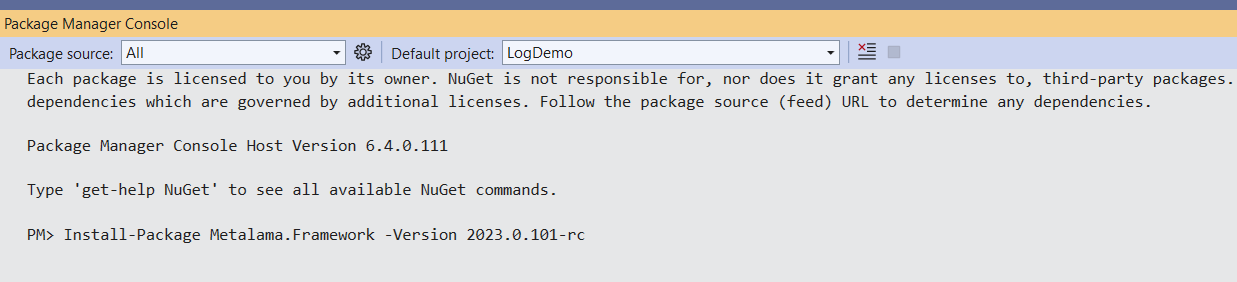 Package Manager Console
Package source: All Default project: LogDemo
Each package is licensed to you by its owner. NuGet is not responsible for, nor does it grant any licenses to, third-party packages.
dependencies which are governed by additional licenses. Follow the package source (feed) URL to determine any dependencies.
Package Manager Console Host Version 6.4.0.111
Type 'get-help NuGet' to see all available NuGet commands.
PM> Install-Package Metalama.Framework -Version 2023.0.101-rc